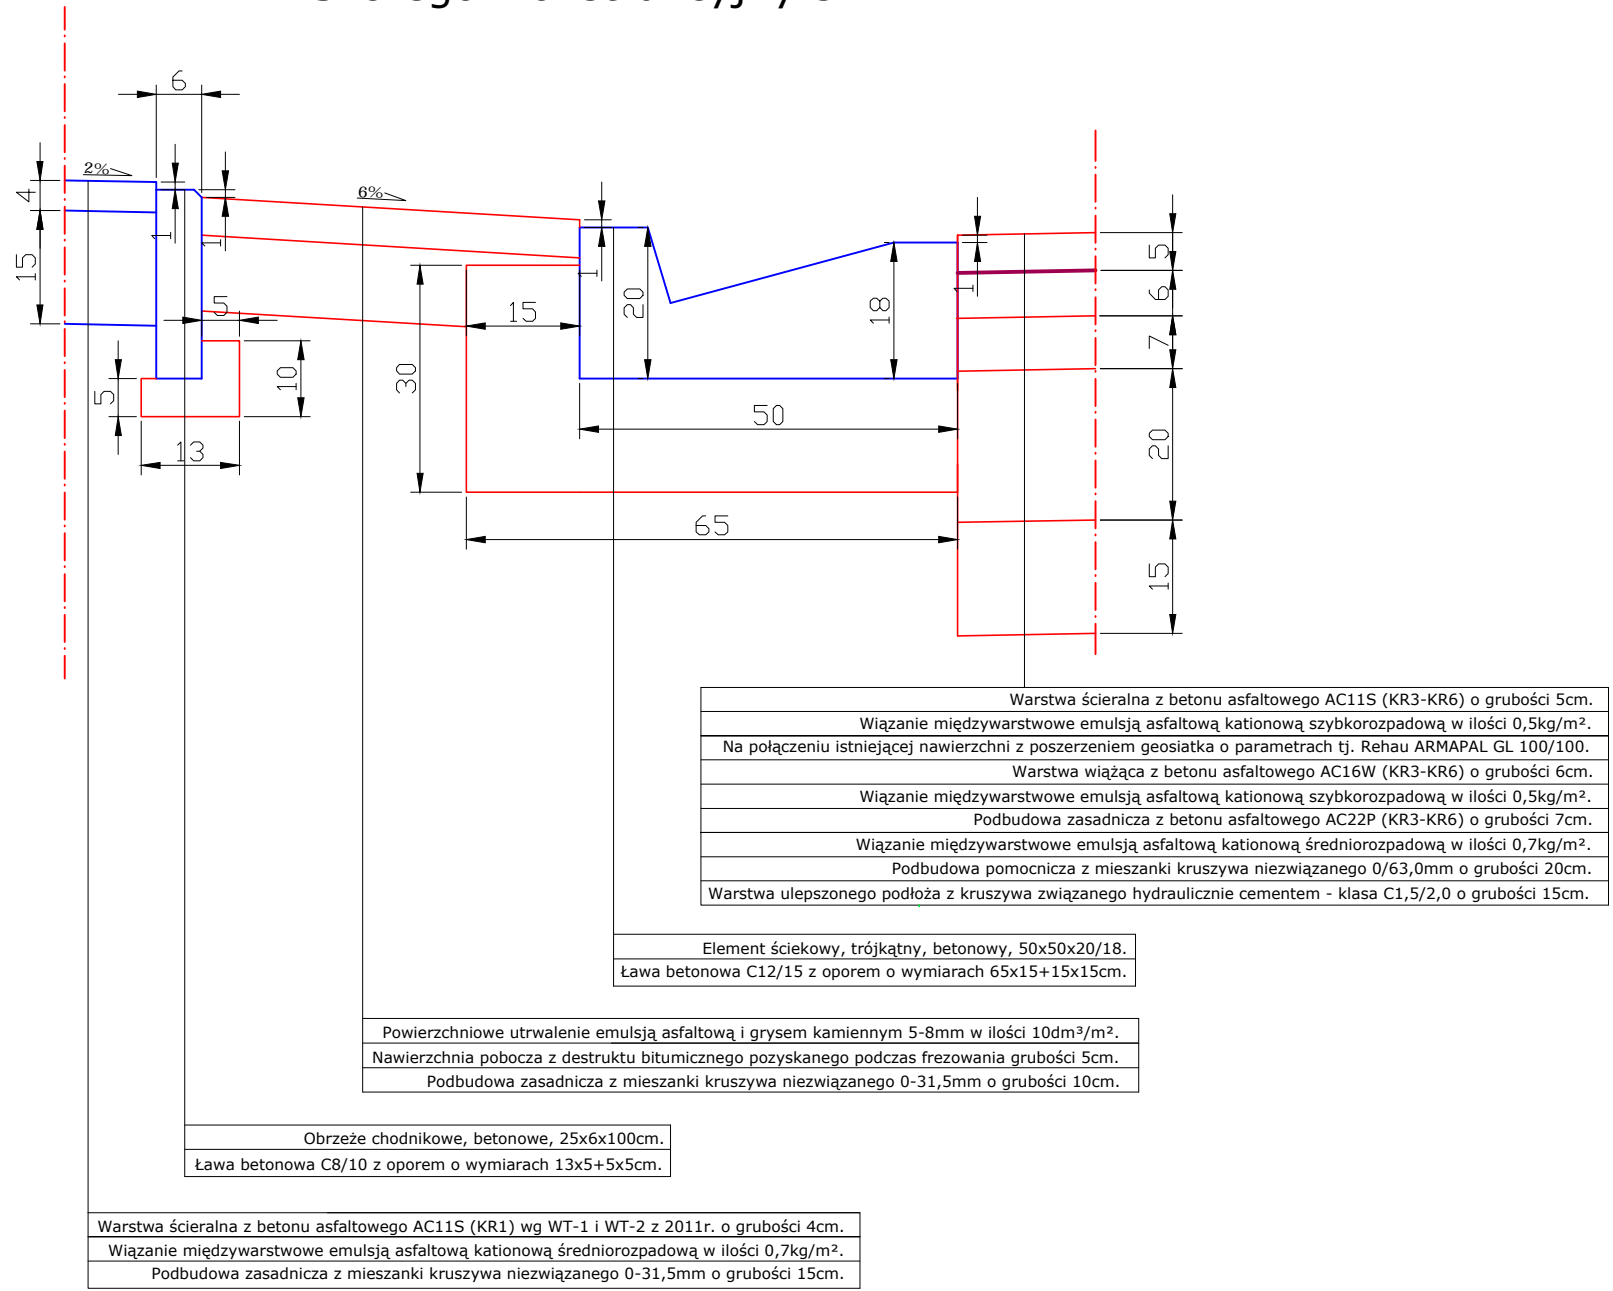 6
2%
6%
4
15
1
1
5
5
10
13
1
15
20
30
50
65
18
1
5
6
7
20
15
Warstwa ścieralna z betonu asfaltowego AC11S (KR3-KR6) o grubości 5cm.
Wiązanie międzywarstwowe emulsją asfaltową kationową szybkorozpadową w ilości 0,5kg/m².
Na połączeniu istniejącej nawierzchni z poszerzeniem geosiatka o parametrach tj. Rehau ARMAPAL GL 100/100.
Warstwa wiążąca z betonu asfaltowego AC16W (KR3-KR6) o grubości 6cm.
Wiązanie międzywarstwowe emulsją asfaltową kationową szybkorozpadową w ilości 0,5kg/m².
Podbudowa zasadnicza z betonu asfaltowego AC22P (KR3-KR6) o grubości 7cm.
Wiązanie międzywarstwowe emulsją asfaltową kationową średniorozpadową w ilości 0,7kg/m².
Podbudowa pomocnicza z mieszanki kruszywa niezwiązanego 0/63,0mm o grubości 20cm.
Warstwa ulepszonego podłoża z kruszywa związanego hydraulicznie cementem - klasa C1,5/2,0 o grubości 15cm.
Element ściekowy, trójkątny, betonowy, 50x50x20/18.
Ława betonowa C12/15 z oporem o wymiarach 65x15+15x15cm.
Powierzchniowe utrwalenie emulsją asfaltową i grysem kamiennym 5-8mm w ilości 10dm³/m².
Nawierzchnia pobocza z destruktu bitumicznego pozyskanego podczas frezowania grubości 5cm.
Podbudowa zasadnicza z mieszanki kruszywa niezwiązanego 0-31,5mm o grubości 10cm.
Obrzeże chodnikowe, betonowe, 25x6x100cm.
Ława betonowa C8/10 z oporem o wymiarach 13x5+5x5cm.
Warstwa ścieralna z betonu asfaltowego AC11S (KR1) wg WT-1 i WT-2 z 2011r. o grubości 4cm.
Wiązanie międzywarstwowe emulsją asfaltową kationową średniorozpadową w ilości 0,7kg/m².
Podbudowa zasadnicza z mieszanki kruszywa niezwiązanego 0-31,5mm o grubości 15cm.